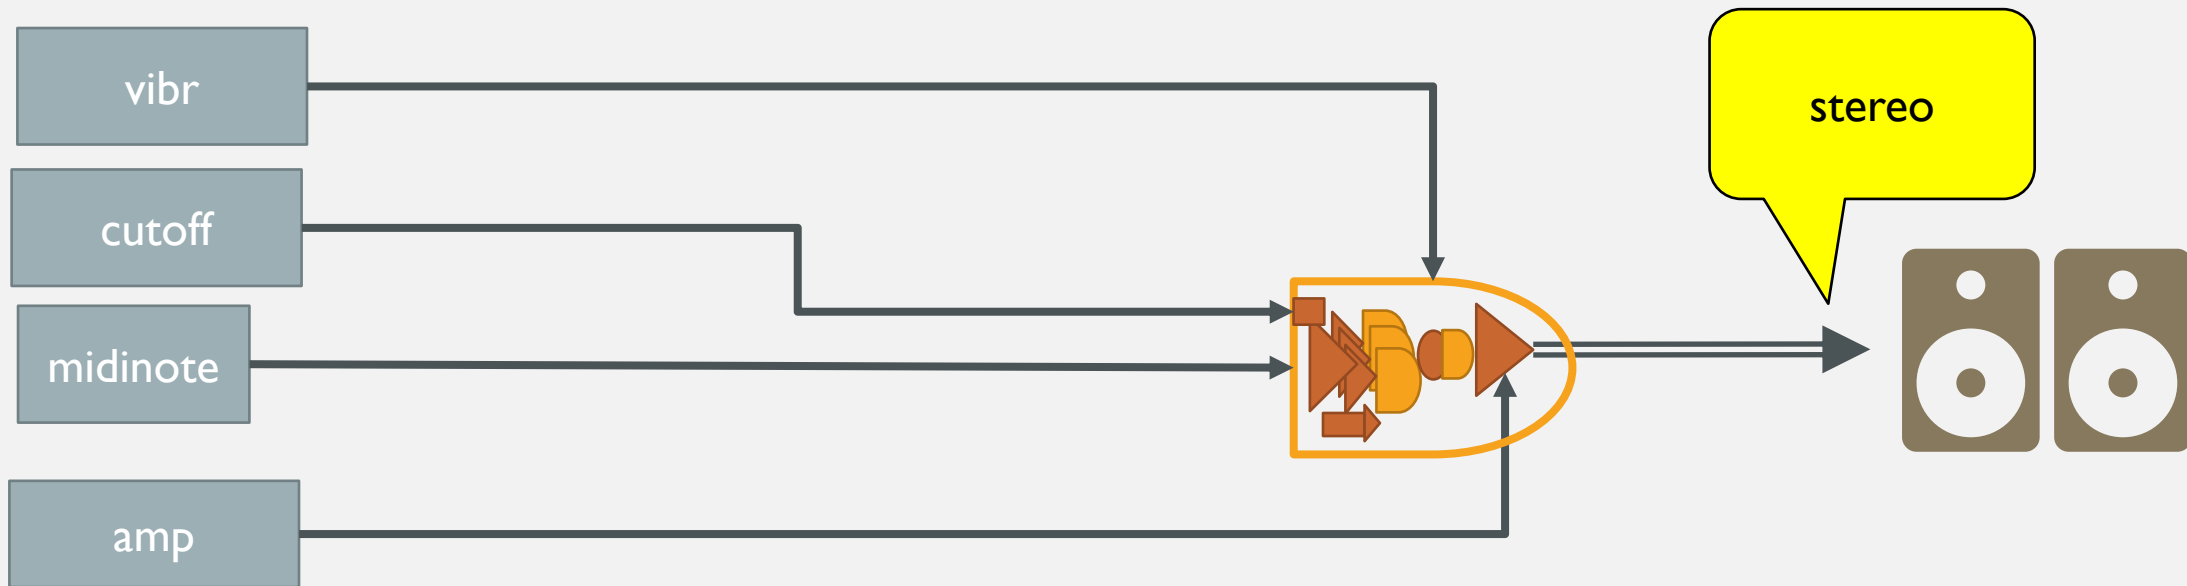 vibr
stereo
cutoff
midinote
amp